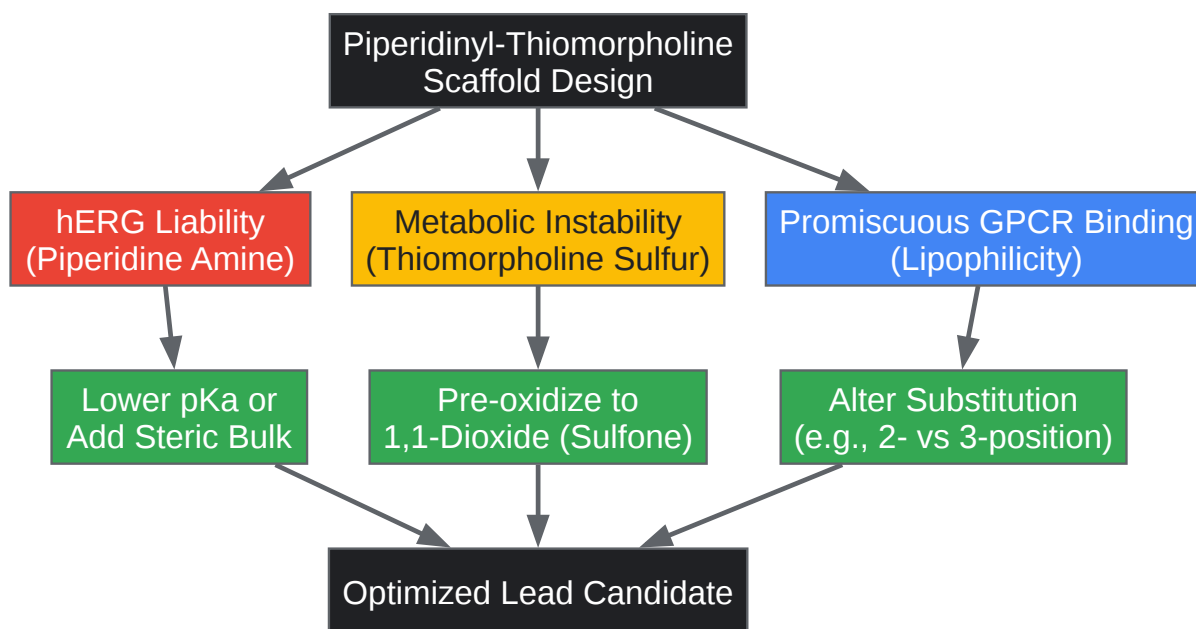 Piperidinyl-Thiomorpholine
Scaffold Design
hERG Liability
(Piperidine Amine)
Metabolic Instability
(Thiomorpholine Sulfur)
Promiscuous GPCR Binding
(Lipophilicity)
Lower pKa or
Add Steric Bulk
Pre-oxidize to
1,1-Dioxide (Sulfone)
Alter Substitution
(e.g., 2- vs 3-position)
Optimized Lead Candidate